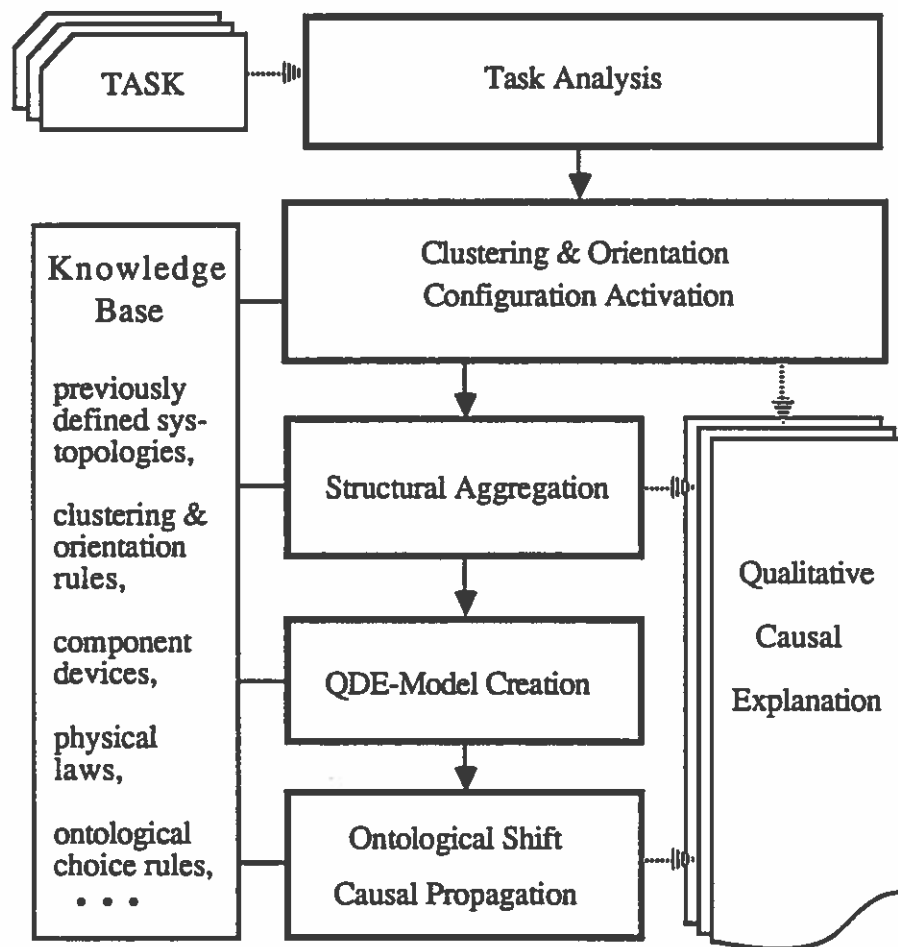 TASK
Task Analysis
Clustering & Orientation
Configuration Activation
Knowledge
Base
previously
defined sys-
topologies,
clustering &
orientation
rules,
component
devices,
physical
laws,
ontological
choice rules,
• • •
Structural Aggregation
QDE-Model Creation
Ontological Shift
Causal Propagation
Qualitative
Causal
Explanation